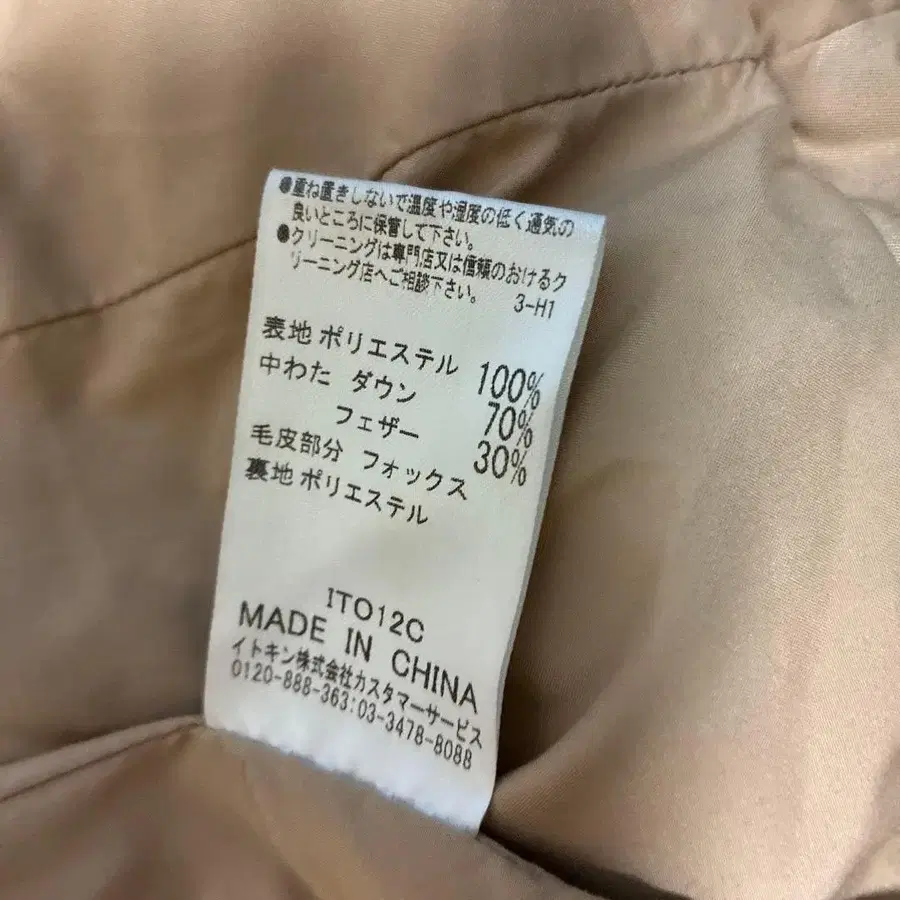 ●重ね置きしないで温度や湿度の低く通気の
良いところに保管して下さい。
●クリーニングは専門店又は信頼のおけるク
リーニング店へご相談下さい。
3-H1
表地 ポリエステル 100%
中わた ダウン 70%
フェザー 30%
毛皮部分 フォックス
裏地 ポリエステル
ITO12C
MADE IN CHINA
イトキン株式会社カスタマーサービス
0120-888-363:03-3478-8088